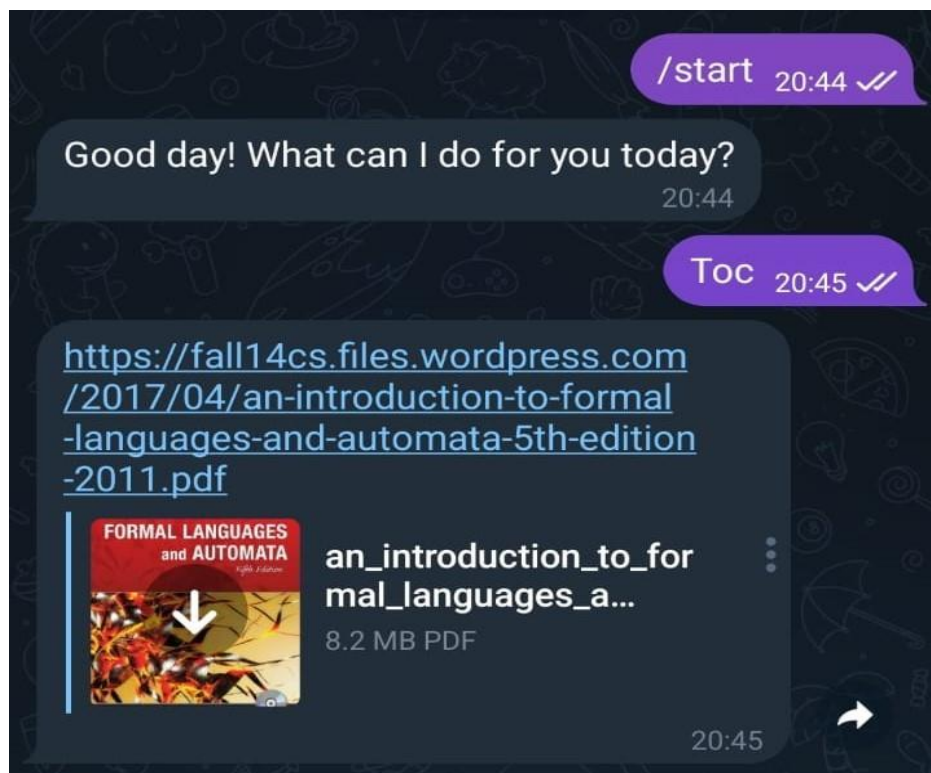 /start 20:44
Good day! What can I do for you today?
20:44
Toc 20:45
https://fall14cs.files.wordpress.com
/2017/04/an-introduction-to-formal
-languages-and-automata-5th-edition
-2011.pdf
FORMAL LANGUAGES
and AUTOMATA
Fifth Edition
an_introduction_to_for
mal_languages_a...
8.2 MB PDF
20:45